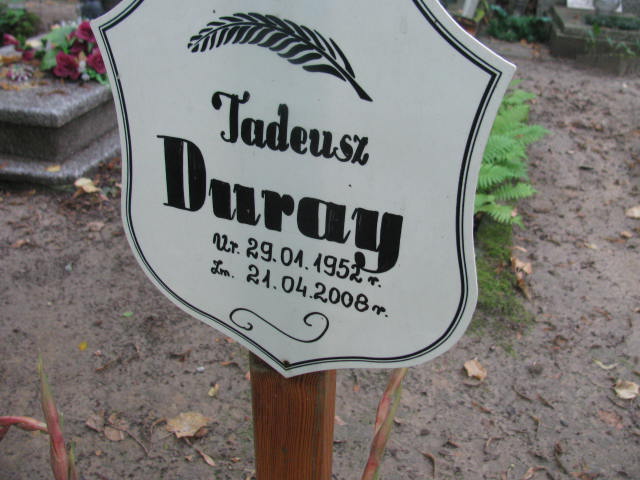 Tadeusz
Duray
Ur. 29.01.1952 r.
Zm. 21.04.2008 r.